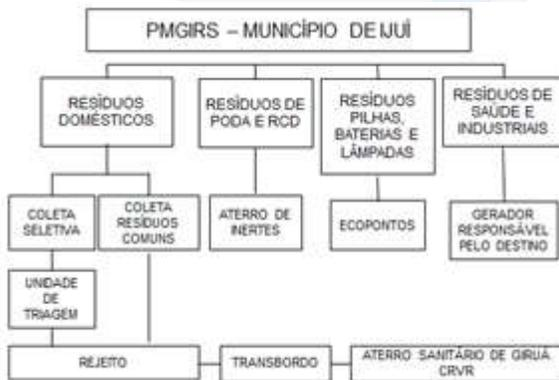 PMGIRS – MUNICÍPIO DE IJUÍ
RESÍDUOS
DOMÉSTICOS
RESÍDUOS DE
PODA E RCD
RESÍDUOS
PILHAS,
BATERIAS E
LÂMPADAS
RESÍDUOS DE
SAÚDE E
INDUSTRIAIS
COLETA
SELETIVA
COLETA
RESÍDUOS
COMUNS
ATERRO DE
INERTES
ECOPONTOS
GERADOR
RESPONSÁVEL
PELO DESTINO
UNIDADE
DE
TRIAGEM
REJEITO
TRANSBORDO
ATERRO SANITÁRIO DE GIRUÁ
CRVR